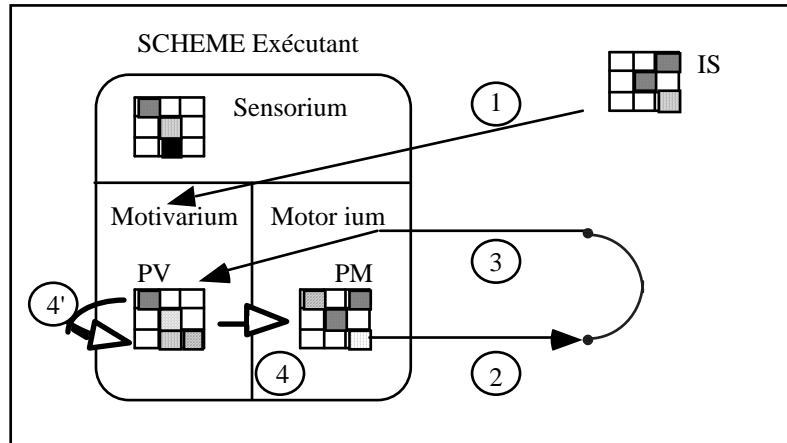 SCHEME Exécutant
IS
Sensorium
1
Motivarium
Motor ium
3
PV
PM
4'
4
2